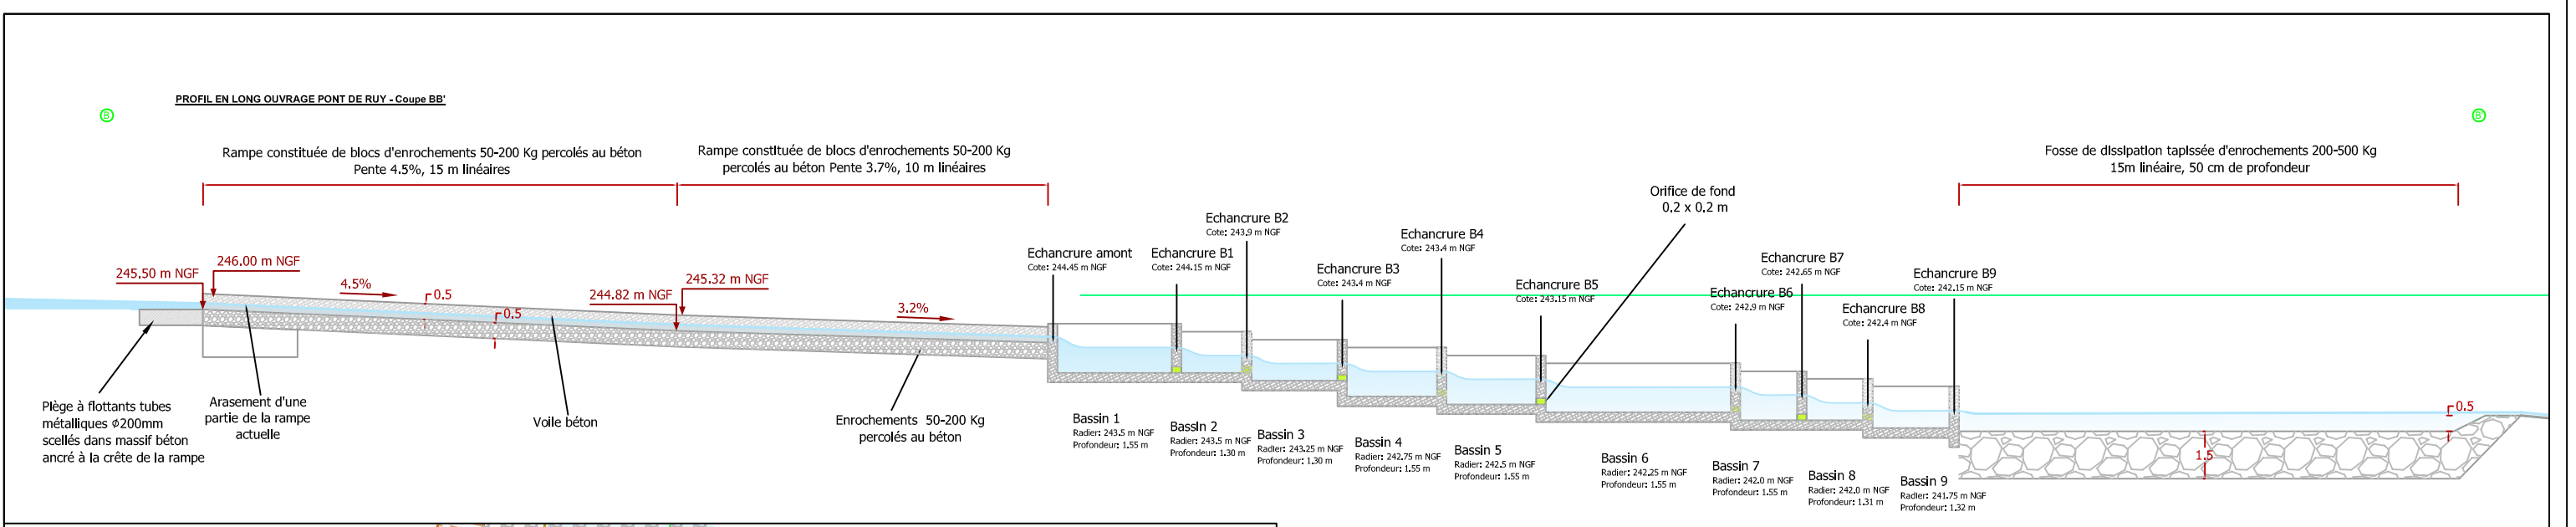 PROFIL EN LONG OUVRAGE PONT DE RUY - Coupe BB'
B
B
Rampe constituée de blocs d'enrochements 50-200 Kg percolés au béton
Pente 4.5%, 15 m linéaires
Rampe constituée de blocs d'enrochements 50-200 Kg
percolés au béton Pente 3.7%, 10 m linéaires
Fosse de dissipation tapissée d'enrochements 200-500 Kg
15m linéaire, 50 cm de profondeur
Orifice de fond
0.2 x 0.2 m
245.50 m NGF
246.00 m NGF
4.5%
0.5
0.5
244.82 m NGF
245.32 m NGF
3.2%
Echancrure amont
Cote: 244.45 m NGF
Echancrure B1
Cote: 244.15 m NGF
Echancrure B2
Cote: 243.9 m NGF
Echancrure B3
Cote: 243.4 m NGF
Echancrure B4
Cote: 243.4 m NGF
Echancrure B5
Cote: 243.15 m NGF
Echancrure B6
Cote: 242.9 m NGF
Echancrure B7
Cote: 242.65 m NGF
Echancrure B8
Cote: 242.4 m NGF
Echancrure B9
Cote: 242.15 m NGF
Piège à flottants tubes
métalliques ⌀200mm
scellés dans massif béton
ancré à la crête de la rampe
Arasement d'une
partie de la rampe
actuelle
Voile béton
Enrochements 50-200 Kg
percolés au béton
Bassin 1
Radier: 243.5 m NGF
Profondeur: 1.55 m
Bassin 2
Radier: 243.5 m NGF
Profondeur: 1.30 m
Bassin 3
Radier: 243.25 m NGF
Profondeur: 1.30 m
Bassin 4
Radier: 242.75 m NGF
Profondeur: 1.55 m
Bassin 5
Radier: 242.5 m NGF
Profondeur: 1.55 m
Bassin 6
Radier: 242.25 m NGF
Profondeur: 1.55 m
Bassin 7
Radier: 242.0 m NGF
Profondeur: 1.55 m
Bassin 8
Radier: 242.0 m NGF
Profondeur: 1.31 m
Bassin 9
Radier: 241.75 m NGF
Profondeur: 1.32 m
0.5
1.5